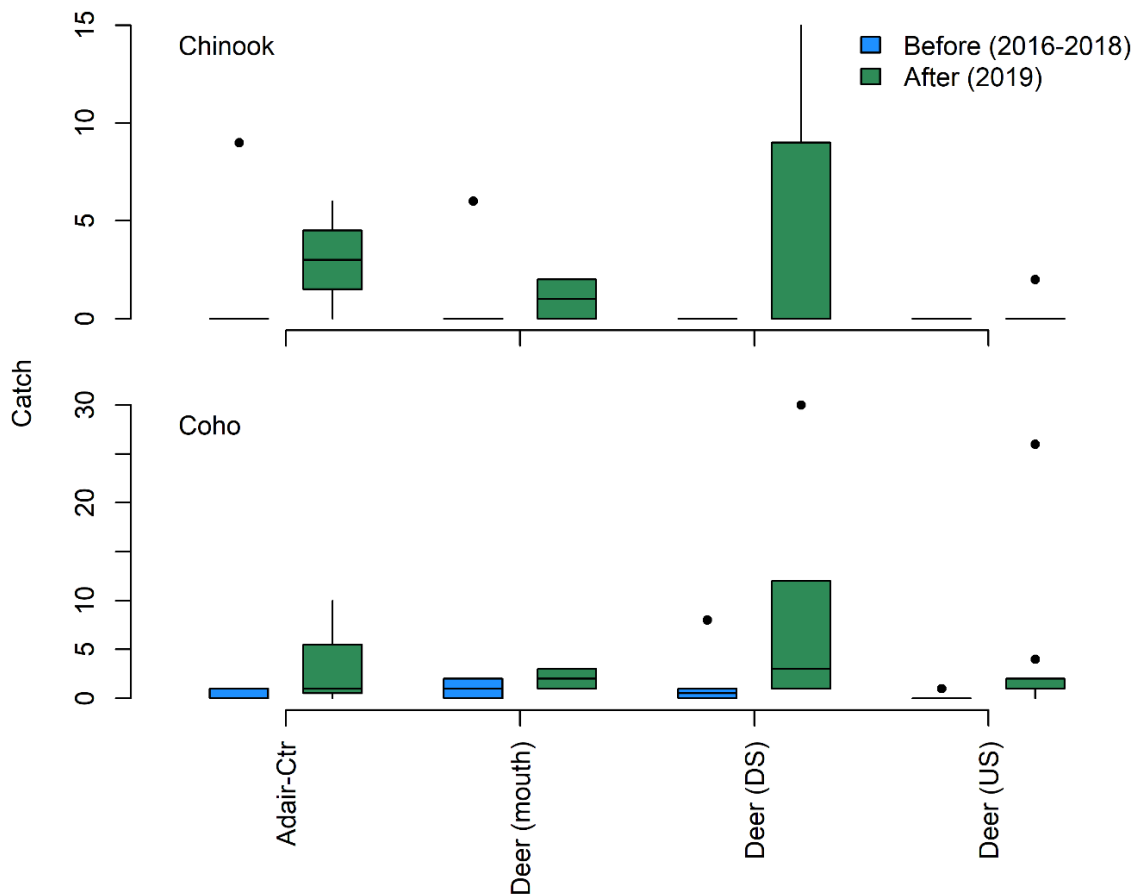 Chinook
Before (2016-2018)
After (2019)
15
10
5
0
Catch
Coho
30
20
10
5
0
Adair-Ctr
Deer (mouth)
Deer (DS)
Deer (US)